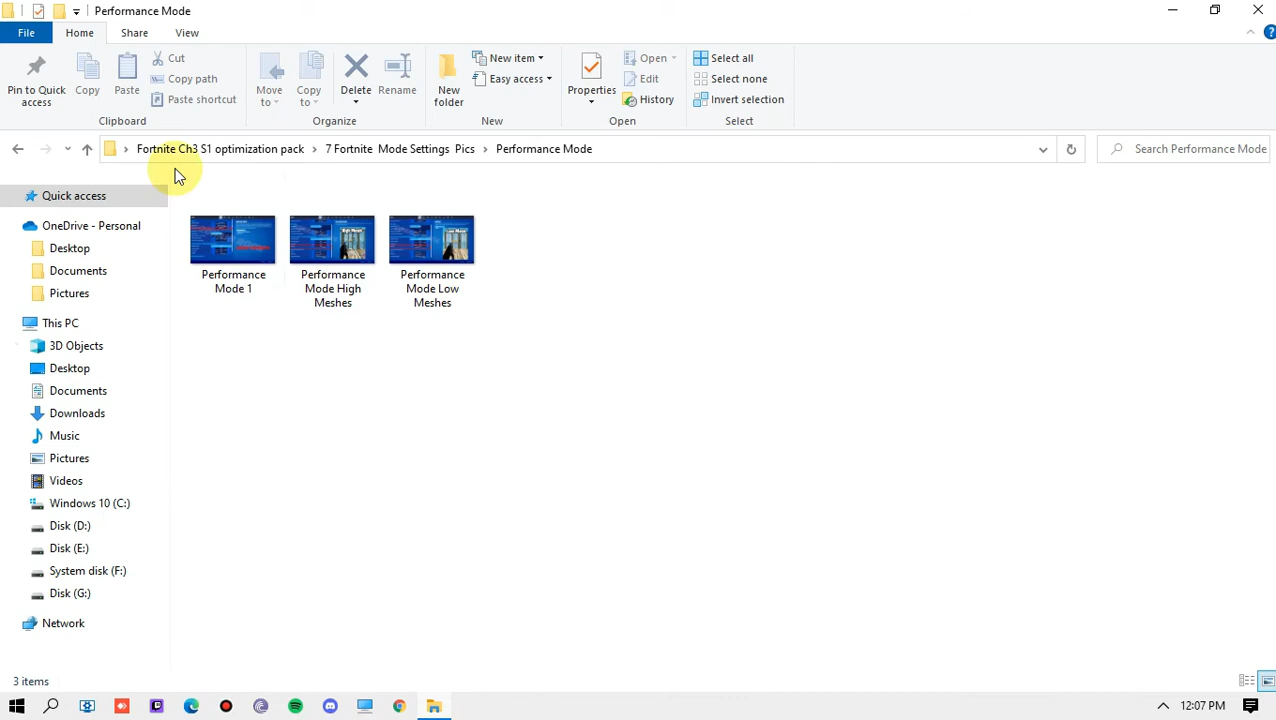 Performance Mode
File
Home
Share
View
Pin to Quick
access
Copy
Paste
Cut
Copy path
Paste shortcut
Clipboard
Move
to
Copy
to
Delete
Rename
Organize
New
folder
New item
Easy access
New
Properties
Open
Edit
History
Open
Select all
Select none
Invert selection
Select
Fortnite Ch3 S1 optimization pack
7 Fortnite Mode Settings Pics
Performance Mode
Search Performance Mode
Quick access
OneDrive - Personal
Desktop
Documents
Pictures
This PC
3D Objects
Desktop
Documents
Downloads
Music
Pictures
Videos
Windows 10 (C:)
Disk (D:)
Disk (E:)
System disk (F:)
Disk (G:)
Network
Performance
Mode 1
Performance
Mode High
Meshes
Performance
Mode Low
Meshes
3 items
12:07 PM